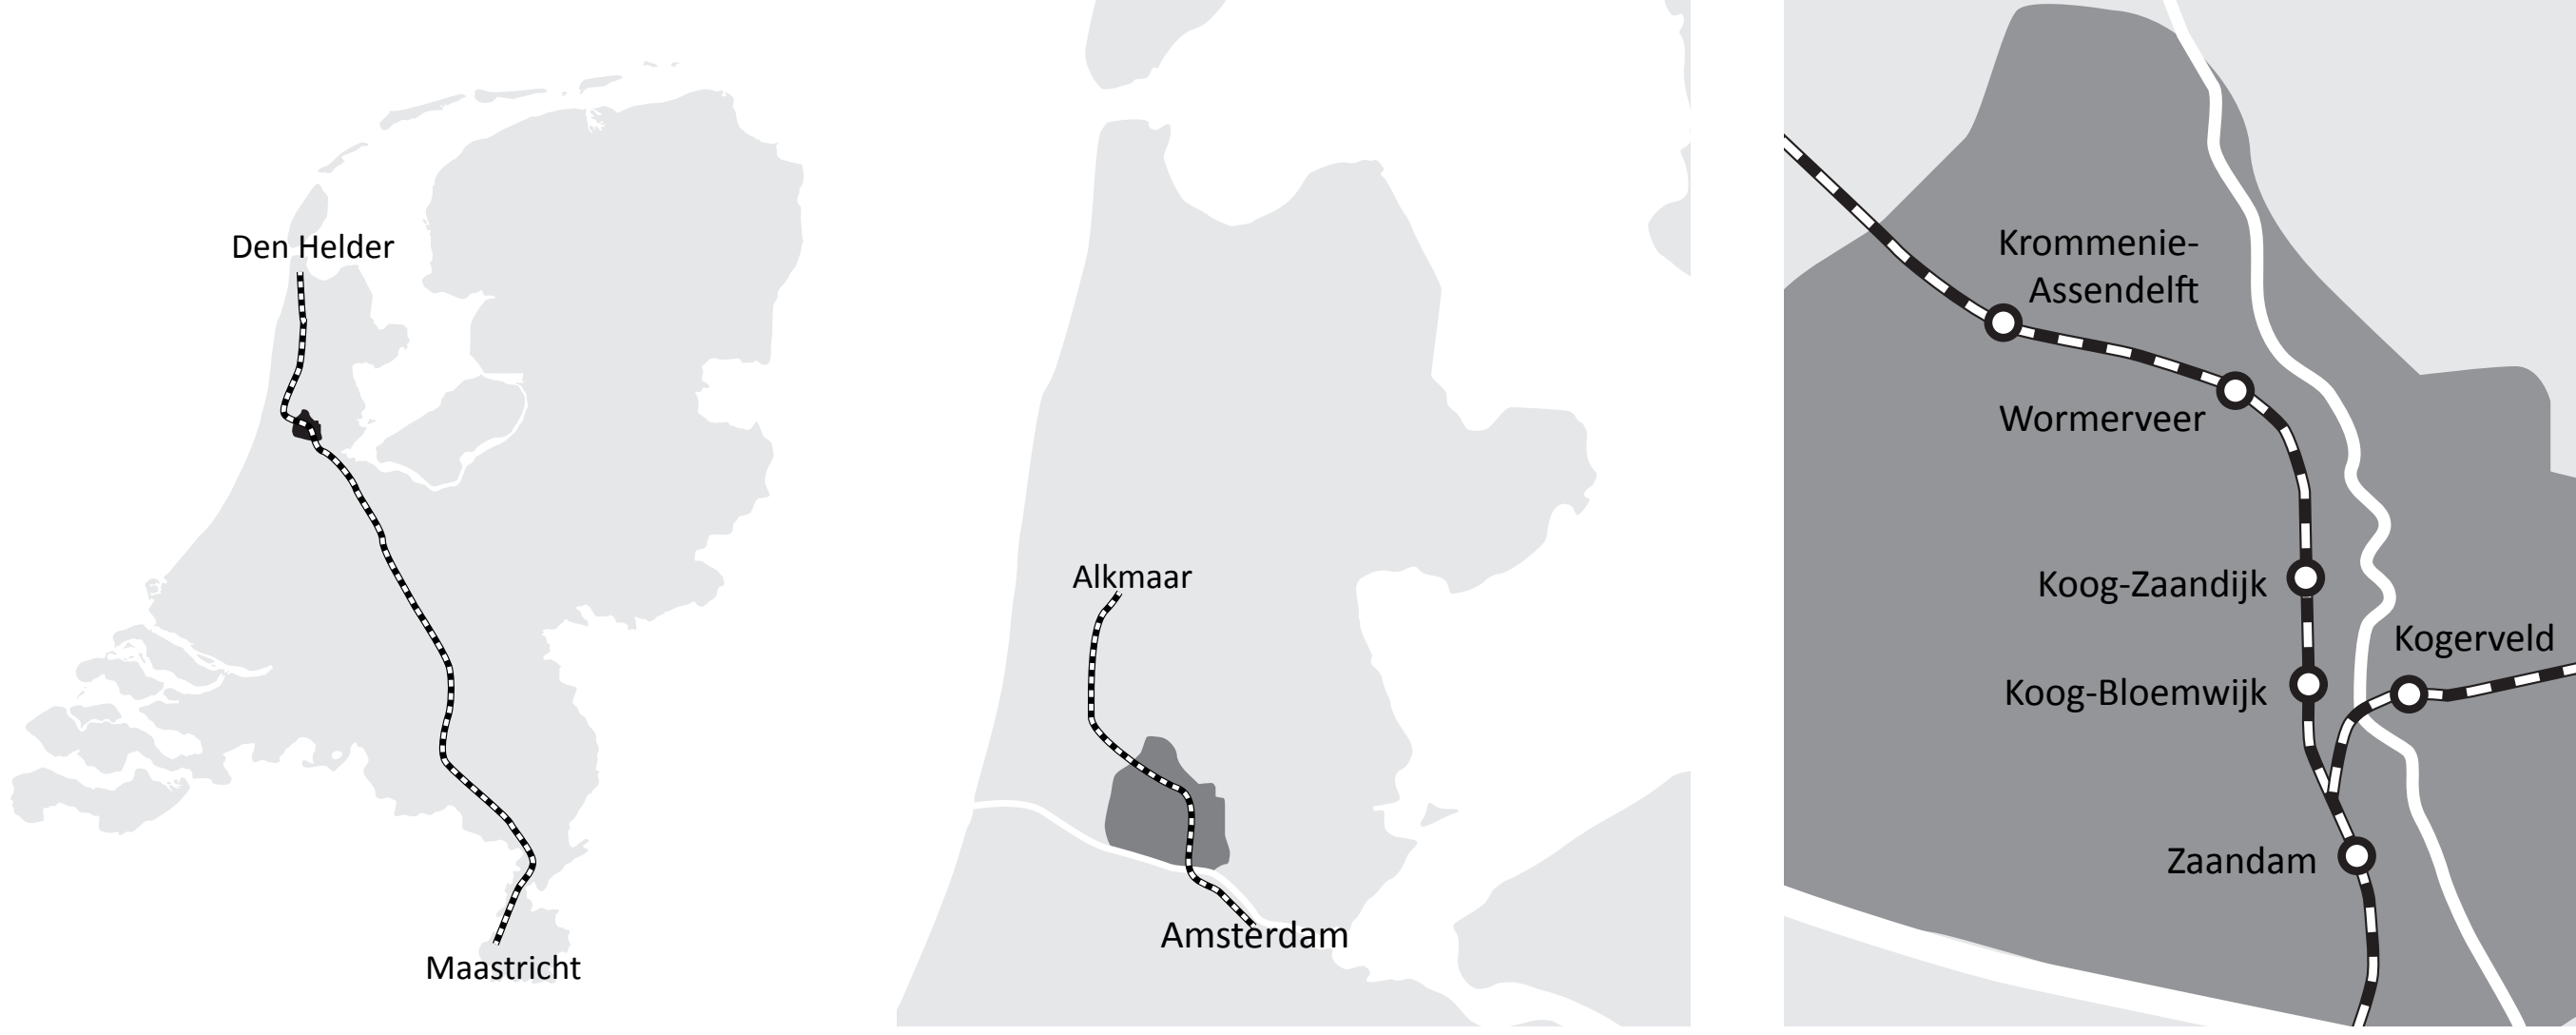 Den Helder
Maastricht
Alkmaar
Amsterdam
Krommenie-
Assendelft
Wormerveer
Koog-Zaandijk
Kogerveld
Koog-Bloemwijk
Zaandam